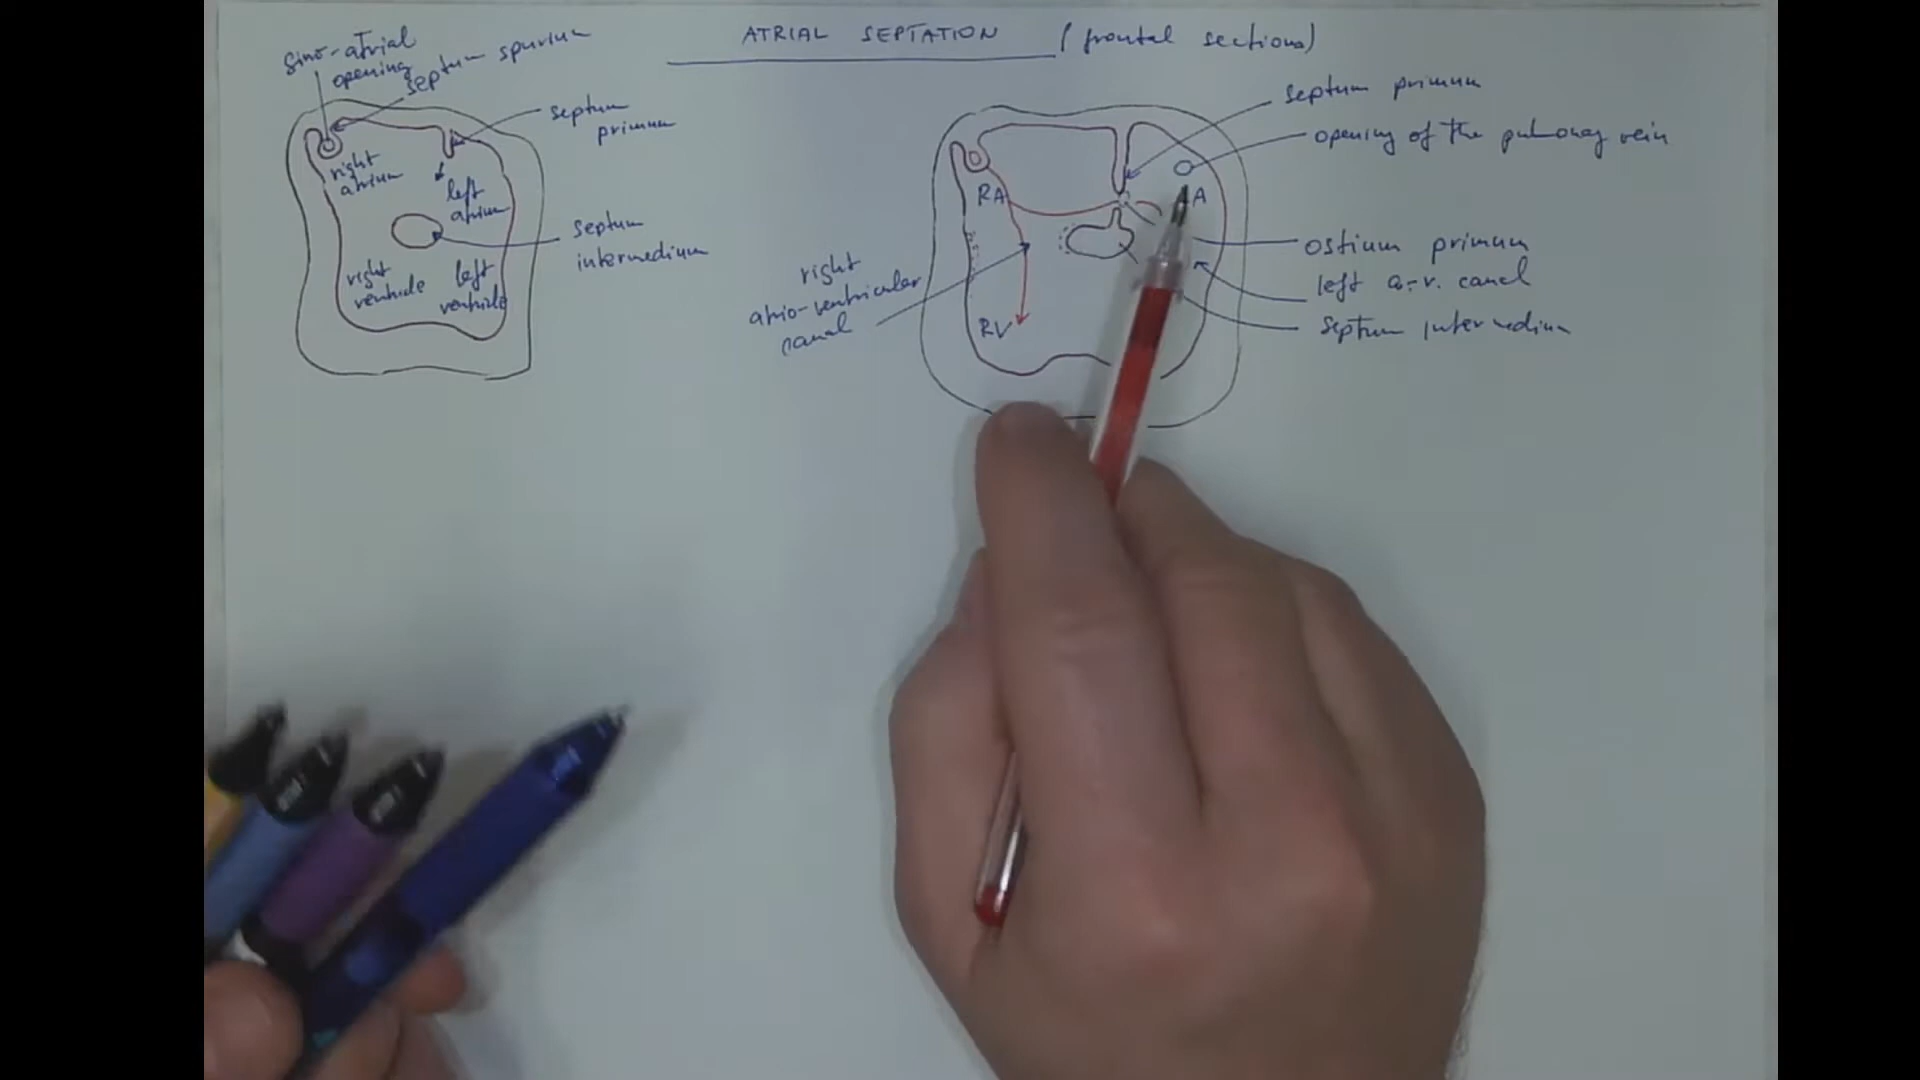 ATRIAL SEPTATION (frontal sections)
sino-atrial
opening
septum spurium
septum
primum
right
atrium
left
atrium
septum
intermedium
right
ventricle
left
ventricle
septum primum
opening of the pulmonary vein
RA
A
ostium primum
left a-v. canal
septum intermedium
right
atrio-ventricular
canal
RV